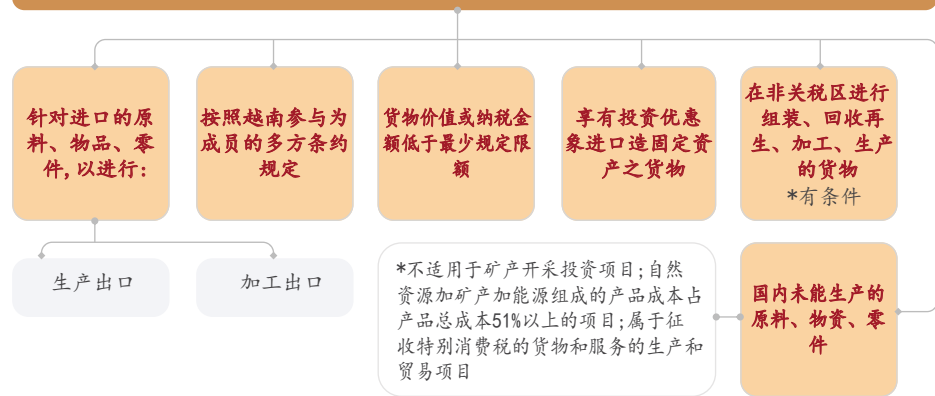 针对进口的原
料、物品、零
件,以进行:
按照越南参与为
成员的多方条约
规定
货物价值或纳税金
额低于最少规定限
额
享有投资优惠
象进口造固定资
产之货物
在非关税区进行
组装、回收再
生、加工、生产
的货物
*有条件
生产出口
加工出口
*不适用于矿产开采投资项目;自然
资源加矿产加能源组成的产品成本占
产品总成本51%以上的项目;属于征
收特别消费税的货物和服务的生产和
贸易项目
国内未能生产的
原料、物资、零
件